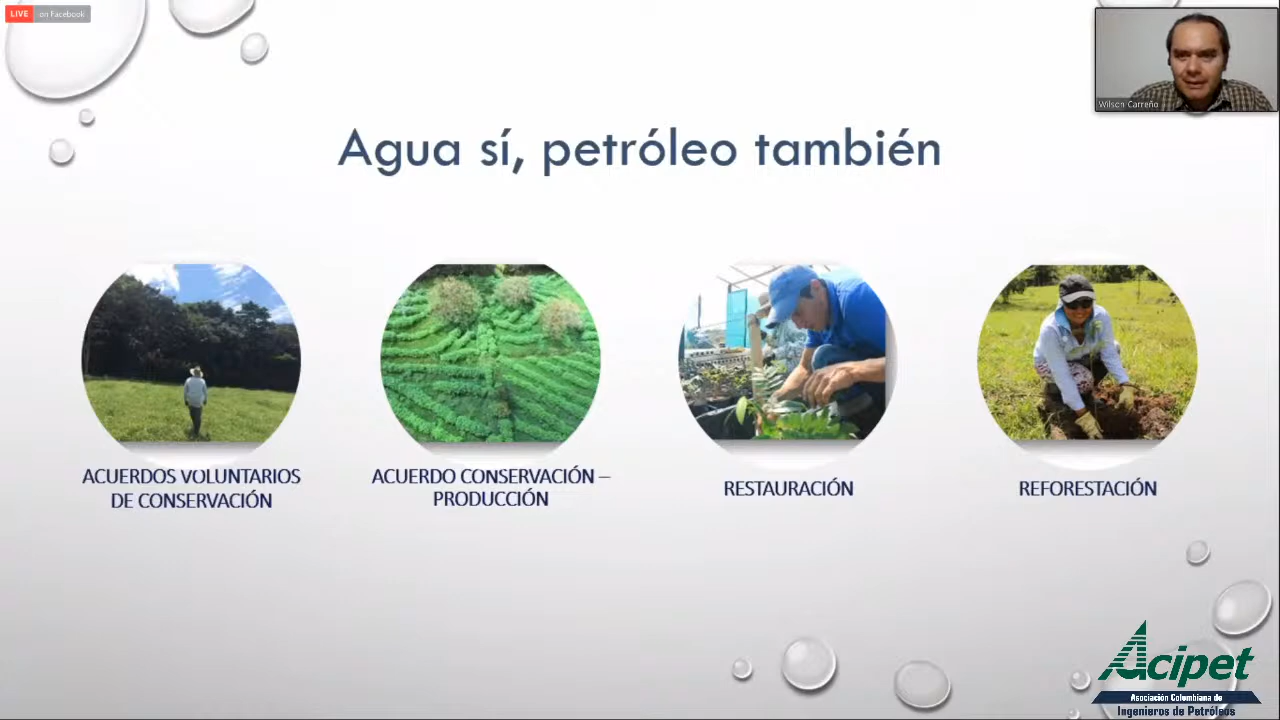 LIVE on Facebook
Wilson Carreño
Agua sí, petróleo también
ACUERDOS VOLUNTARIOS
DE CONSERVACIÓN
ACUERDO CONSERVACIÓN –
PRODUCCIÓN
RESTAURACIÓN
REFORESTACIÓN
Acipet
Asociación Colombiana de
Ingenieros de Petróleos